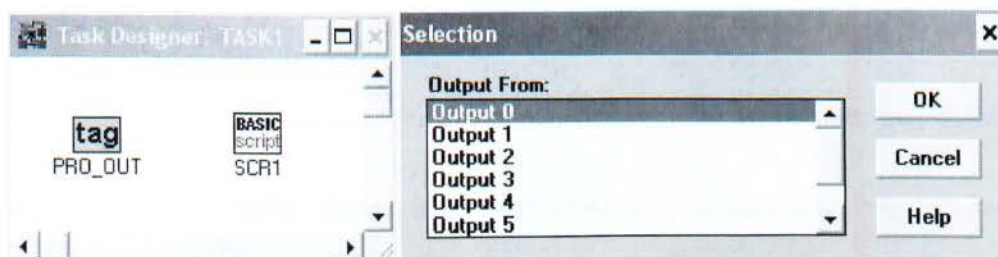 Task Designer: TASK1
tag
PRO_OUT
BASIC
script
SCR1
Selection
Output From:
Output 0
Output 1
Output 2
Output 3
Output 4
Output 5
OK
Cancel
Help